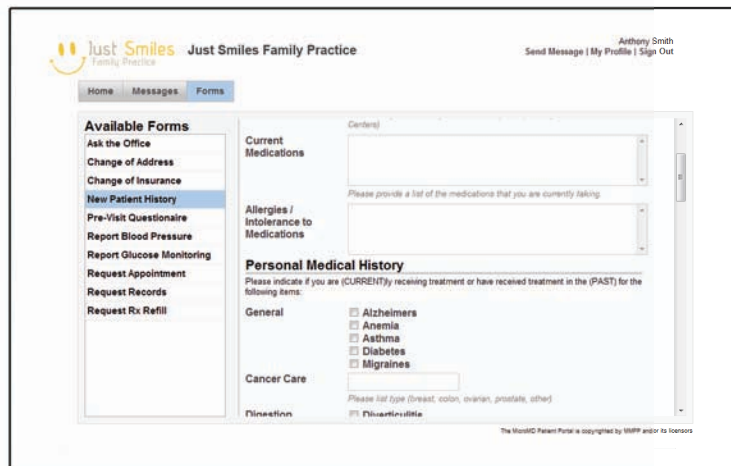 Just Smiles
Family Practice
Just Smiles Family Practice
Anthony Smith
Send Message | My Profile | Sign Out
Home Messages Forms
Available Forms
Ask the Office
Change of Address
Change of Insurance
New Patient History
Pre-Visit Questionaire
Report Blood Pressure
Report Glucose Monitoring
Request Appointment
Request Records
Request Rx Refill
Centers)
Current
Medications
Please provide a list of the medications that you are currently taking.
Allergies /
Intolerance to
Medications
Personal Medical History
Please indicate if you are (CURRENT)ly receiving treatment or have received treatment in the (PAST) for the
following items:
General
Alzheimers
Anemia
Asthma
Diabetes
Migraines
Cancer Care
Please list type (breast, colon, ovarian, prostate, other)
Digestion
Diverticulitis
The MicroMD Patient Portal is copyrighted by MMPP and/or its licensors